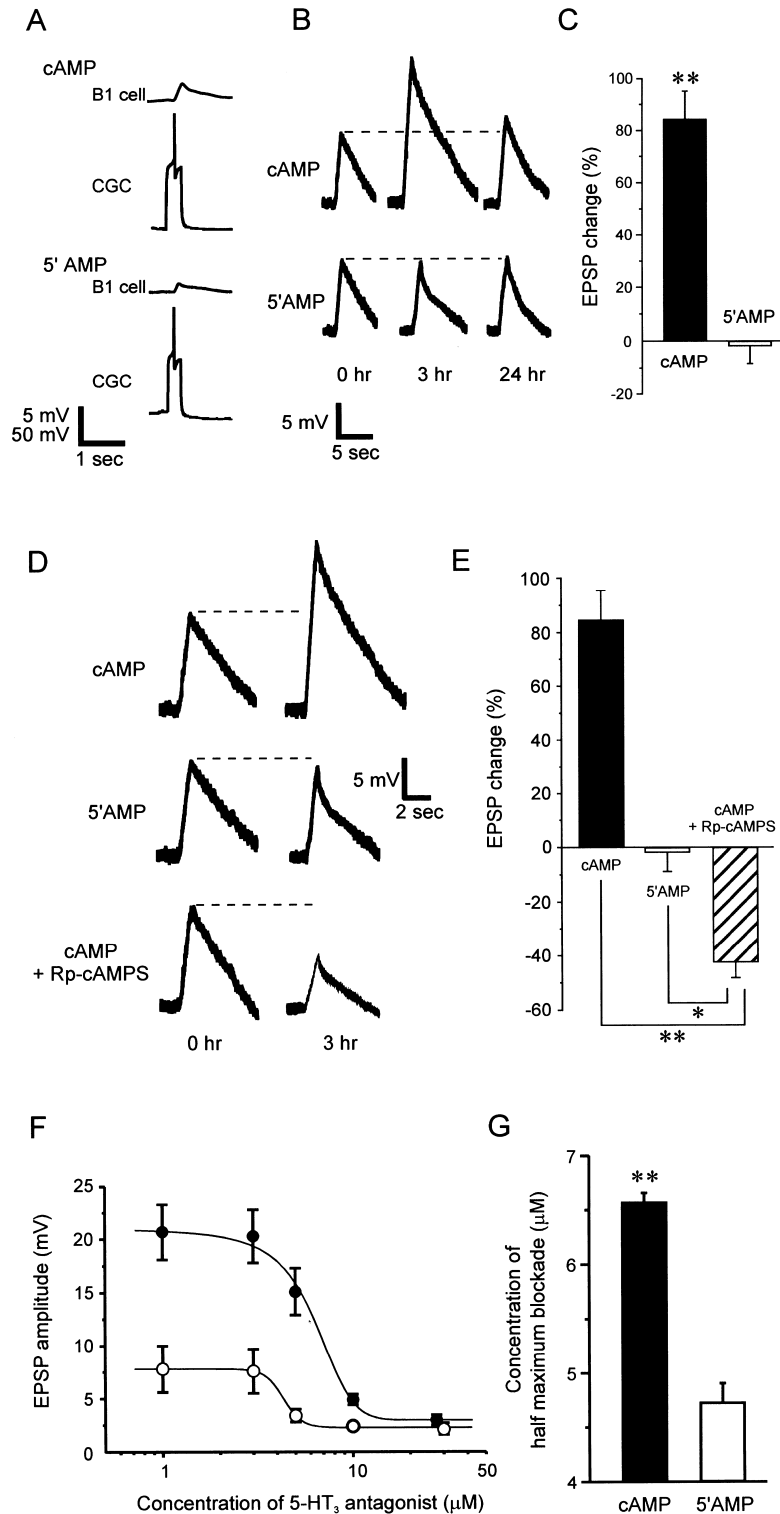 A
cAMP
B1 cell
CGC
5' AMP
B1 cell
CGC
5 mV
50 mV
1 sec
B
cAMP
5'AMP
0 hr
3 hr
24 hr
5 mV
5 sec
C
EPSP change (%)
100
80
60
40
20
0
-20
**
cAMP
5'AMP
D
cAMP
5'AMP
5 mV
2 sec
cAMP
+ Rp-cAMPS
0 hr
3 hr
E
EPSP change (%)
100
80
60
40
20
0
-20
-40
-60
cAMP
5'AMP
cAMP
+ Rp-cAMPS
*
**
F
EPSP amplitude (mV)
25
20
15
10
5
0
1
10
50
Concentration of 5-HT₃ antagonist (μM)
G
Concentration of
half maximum blockade (μM)
7
6
5
4
**
cAMP
5'AMP